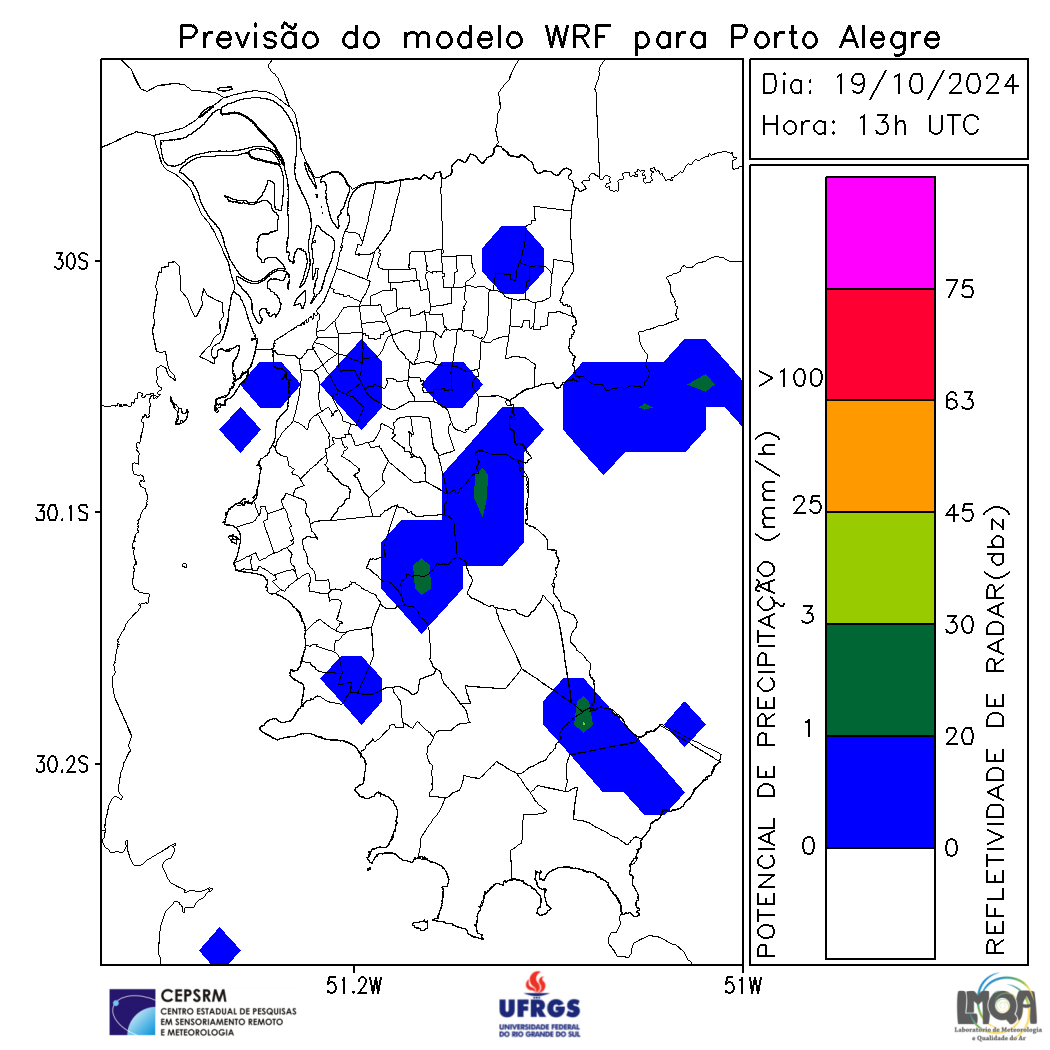 Previsão do modelo WRF para Porto Alegre
Dia: 19/10/2024
Hora: 13h UTC
30S
30.1S
30.2S
51.2W
51W
POTENCIAL DE PRECIPITAÇÃO (mm/h)
>100
25
3
1
0
75
63
45
30
20
0
REFLETIVIDADE DE RADAR(dbz)
CEPSRM
CENTRO ESTADUAL DE PESQUISAS
EM SENSORIAMENTO REMOTO
E METEOROLOGIA
UFRGS
UNIVERSIDADE FEDERAL
DO RIO GRANDE DO SUL
LMQA
Laboratório de Meteorologia
e Qualidade do Ar